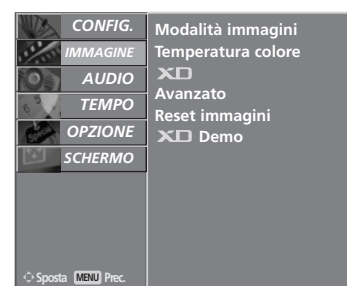 CONFIG.
IMMAGINE
AUDIO
TEMPO
OPZIONE
SCHERMO
Modalità immagini
Temperatura colore
XD
Avanzato
Reset immagini
XD Demo
Sposta MENU Prec.